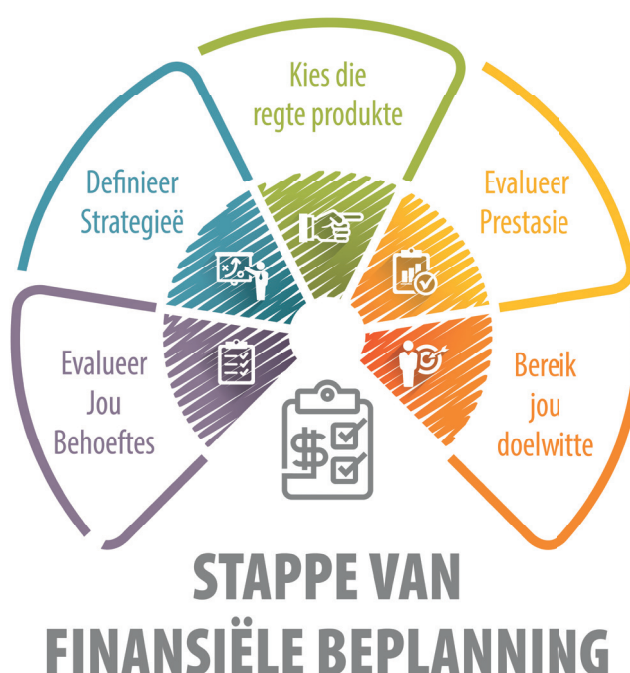 Evalueer
Jou
Behoeftes
Definieer
Strategieë
Kies die
regte produkte
Evalueer
Prestasie
Bereik
jou
doelwitte
$
STAPPE VAN
FINANSIËLE BEPLANNING